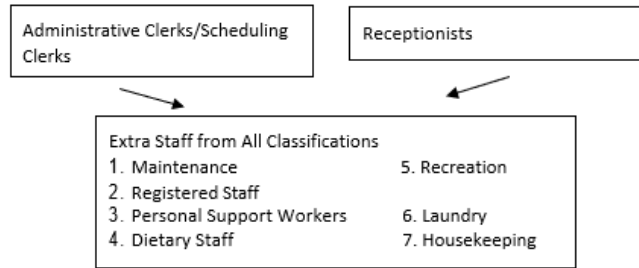 Administrative Clerks/Scheduling
Clerks
Receptionists
Extra Staff from All Classifications
1. Maintenance
5. Recreation
2. Registered Staff
3. Personal Support Workers
6. Laundry
4. Dietary Staff
7. Housekeeping